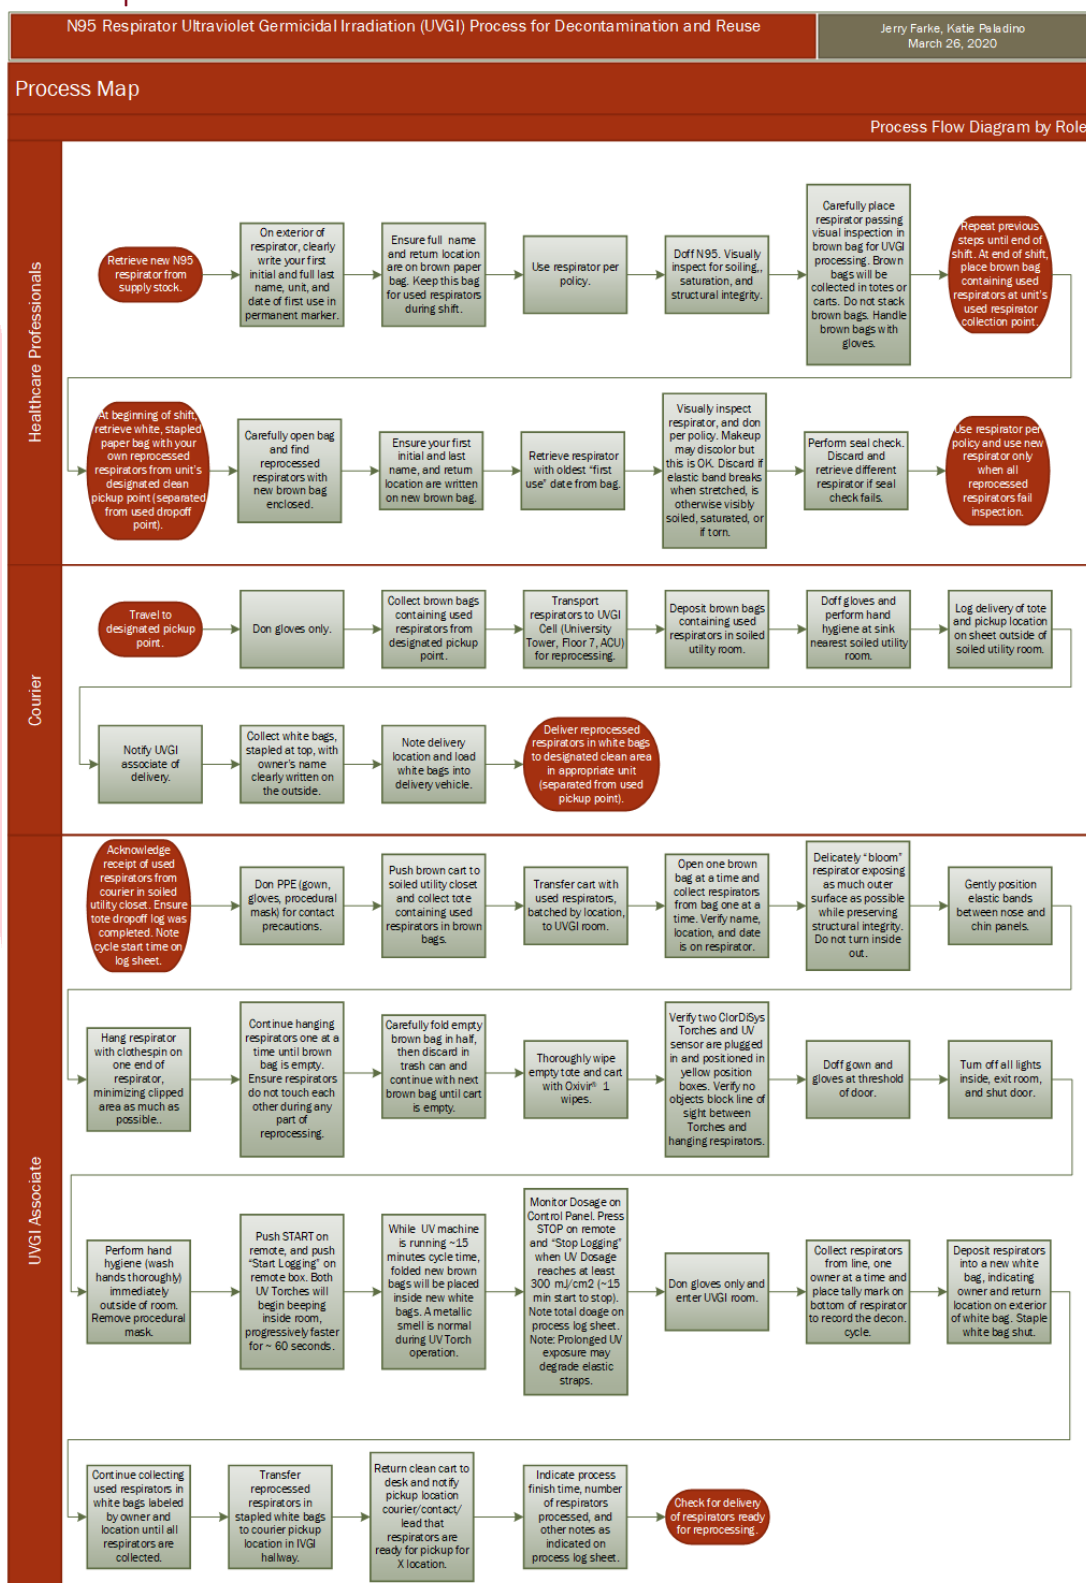 N95 Respirator Ultraviolet Germicidal Irradiation (UVGI) Process for Decontamination and Reuse
Jerry Farke, Katie Paladino
March 26, 2020
Process Map
Process Flow Diagram by Role
Healthcare Professionals
Retrieve new N95
respirator from
supply stock.
On exterior of
respirator, clearly
write your first
initial and full last
name, unit, and
date of first use in
permanent marker.
Ensure full name
and return location
are on brown paper
bag. Keep this bag
for used respirators
during shift.
Use respirator per
policy.
Doff N95. Visually
inspect for soiling,,
saturation, and
structural integrity.
Carefully place
respirator passing
visual inspection in
brown bag for UVGI
processing. Brown
bags will be
collected in totes or
carts. Do not stack
brown bags. Handle
brown bags with
gloves.
Repeat previous
steps until end of
shift. At end of shift,
place brown bag
containing used
respirators at unit's
used respirator
collection point.
At beginning of shift,
retrieve white, stapled
paper bag with your
own reprocessed
respirators from unit's
designated clean
pickup point (separated
from used dropoff
point).
Carefully open bag
and find
reprocessed
respirators with
new brown bag
enclosed.
Ensure your first
initial and last
name, and return
location are written
on new brown bag.
Retrieve respirator
with oldest "first
use" date from bag.
Visually inspect
respirator, and don
per policy. Makeup
may discolor but
this is OK. Discard if
elastic band breaks
when stretched, is
otherwise visibly
soiled, saturated, or
if torn.
Perform seal check.
Discard and
retrieve different
respirator if seal
check fails.
Use respirator per
policy and use new
respirator only
when all
reprocessed
respirators fail
inspection.
Courier
Travel to
designated pickup
point.
Don gloves only.
Collect brown bags
containing used
respirators from
designated pickup
point.
Transport
respirators to UVGI
Cell (University
Tower, Floor 7, ACU)
for reprocessing.
Deposit brown bags
containing used
respirators in soiled
utility room.
Doff gloves and
perform hand
hygiene at sink
nearest soiled utility
room.
Log delivery of tote
and pickup location
on sheet outside of
soiled utility room.
Notify UVGI
associate of
delivery.
Collect white bags,
stapled at top, with
owner's name
clearly written on
the outside.
Note delivery
location and load
white bags into
delivery vehicle.
Deliver reprocessed
respirators in white bags
to designated clean area
in appropriate unit
(separated from used
pickup point).
UVGI Associate
Acknowledge
receipt of used
respirators from
courier in soiled
utility closet. Ensure
tote dropoff log was
completed. Note
cycle start time on
log sheet.
Don PPE (gown,
gloves, procedural
mask) for contact
precautions.
Push brown cart to
soiled utility closet
and collect tote
containing used
respirators in brown
bags.
Transfer cart with
used respirators,
batched by location,
to UVGI room.
Open one brown
bag at a time and
collect respirators
from bag one at a
time. Verify name,
location, and date
is on respirator.
Delicately "bloom"
respirator exposing
as much outer
surface as possible
while preserving
structural integrity.
Do not turn inside
out.
Gently position
elastic bands
between nose and
chin panels.
Hang respirator
with clothespin on
one end of
respirator,
minimizing clipped
area as much as
possible..
Continue hanging
respirators one at a
time until brown
bag is empty.
Ensure respirators
do not touch each
other during any
part of
reprocessing.
Carefully fold empty
brown bag in half,
then discard in
trash can and
continue with next
brown bag until cart
is empty.
Thoroughly wipe
empty tote and cart
with Oxivir® 1
wipes.
Verify two ClorDiSys
Torches and UV
sensor are plugged
in and positioned in
yellow position
boxes. Verify no
objects block line of
sight between
Torches and
hanging respirators.
Doff gown and
gloves at threshold
of door.
Turn off all lights
inside, exit room,
and shut door.
Perform hand
hygiene (wash
hands thoroughly)
immediately
outside of room.
Remove procedural
mask.
Push START on
remote, and push
"Start Logging" on
remote box. Both
UV Torches will
begin beeping
inside room,
progressively faster
for ~ 60 seconds.
While UV machine
is running ~15
minutes cycle time,
folded new brown
bags will be placed
inside new white
bags. A metallic
smell is normal
during UV Torch
operation.
Monitor Dosage on
Control Panel. Press
STOP on remote
and "Stop Logging"
when UV Dosage
reaches at least
300 mJ/cm2 (~15
min start to stop).
Note total doage on
process log sheet.
Note: Prolonged UV
exposure may
degrade elastic
straps.
Don gloves only and
enter UVGI room.
Collect respirators
from line, one
owner at a time and
place tally mark on
bottom of respirator
to record the decon.
cycle.
Deposit respirators
into a new white
bag, indicating
owner and return
location on exterior
of white bag. Staple
white bag shut.
Continue collecting
used respirators in
white bags labeled
by owner and
location until all
respirators are
collected.
Transfer
reprocessed
respirators in
stapled white bags
to courier pickup
location in IVGI
hallway.
Return clean cart to
desk and notify
pickup location
courier/contact/
lead that
respirators are
ready for pickup for
X location.
Indicate process
finish time, number
of respirators
processed, and
other notes as
indicated on
process log sheet.
Check for delivery
of respirators ready
for reprocessing.